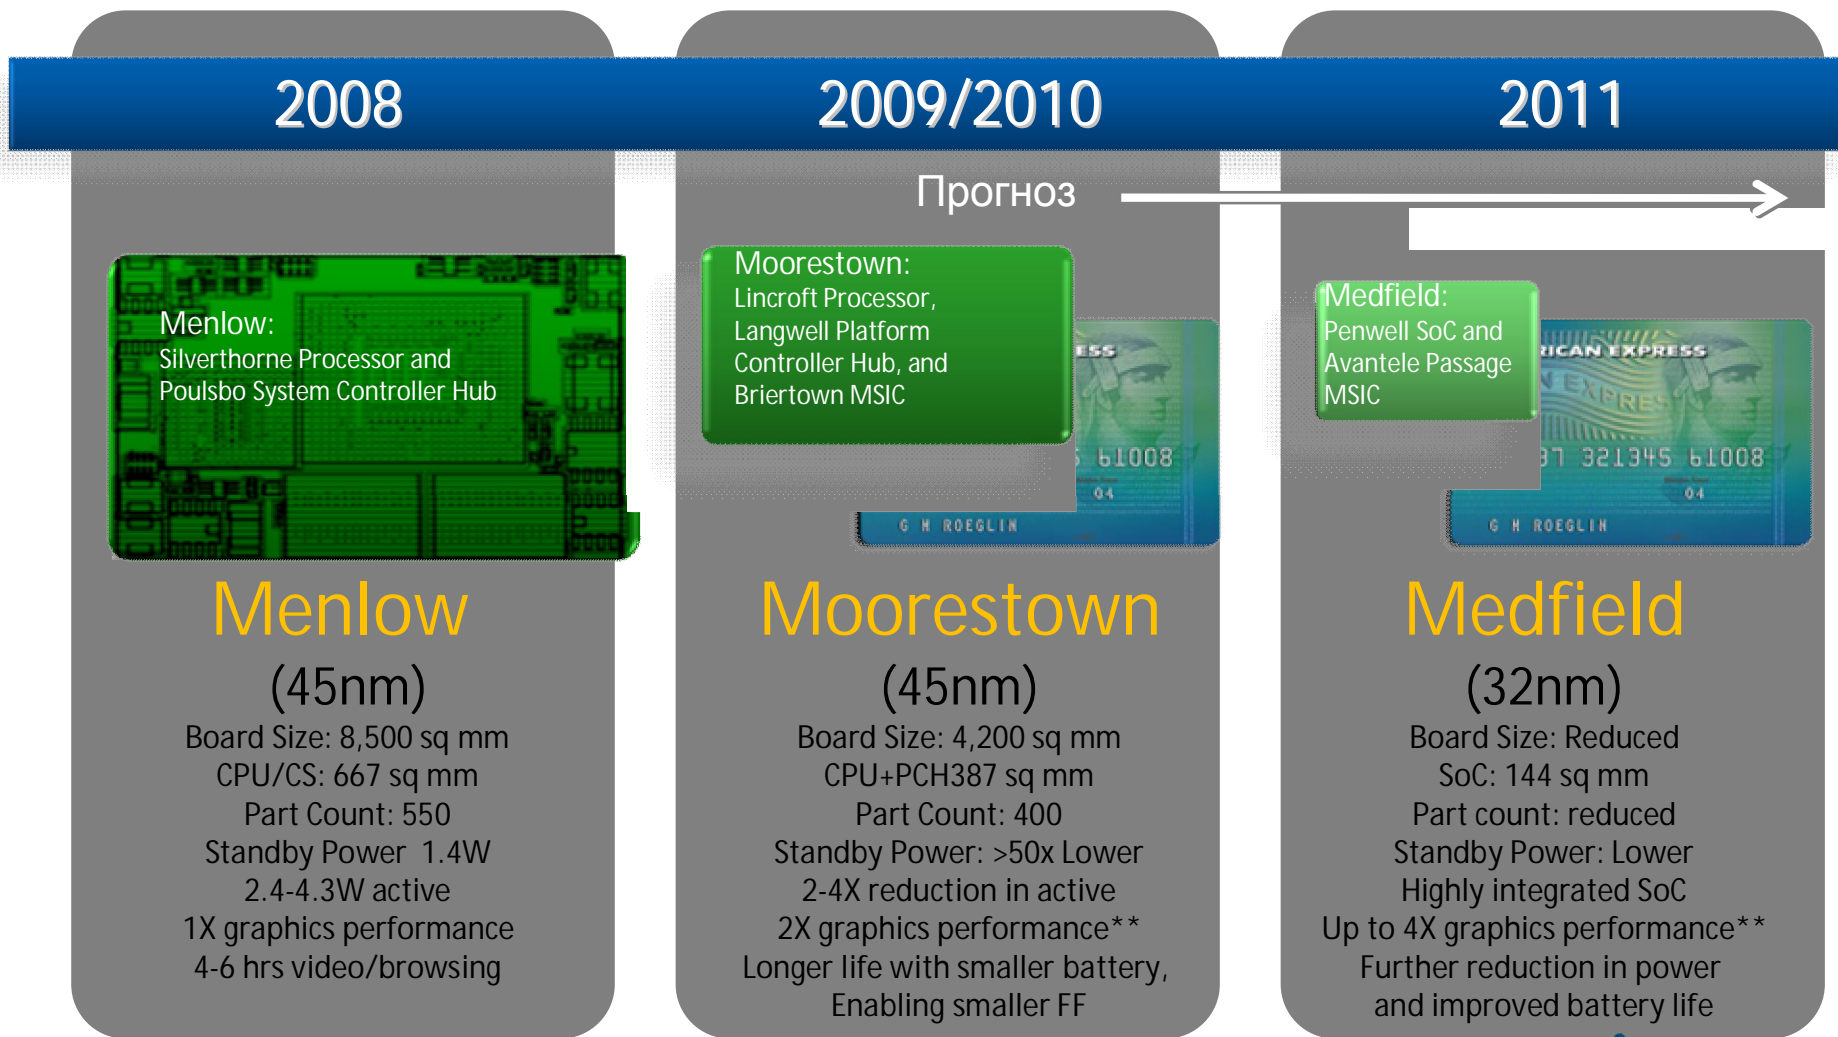 2008
2009/2010
2011
Прогноз
Menlow:
Silverthorne Processor and
Poulsbo System Controller Hub
Moorestown:
Lincroft Processor,
Langwell Platform
Controller Hub, and
Briertown MSIC
ESS
61008
04
G M ROEGLIN
Medfield:
Penwell SoC and
Avantele Passage
MSIC
RICAN EXPRESS
N EXPRES
37 321345 61008
04
G M ROEGLIN
Menlow
(45nm)
Board Size: 8,500 sq mm
CPU/CS: 667 sq mm
Part Count: 550
Standby Power 1.4W
2.4-4.3W active
1X graphics performance
4-6 hrs video/browsing
Moorestown
(45nm)
Board Size: 4,200 sq mm
CPU+PCH387 sq mm
Part Count: 400
Standby Power: >50x Lower
2-4X reduction in active
2X graphics performance**
Longer life with smaller battery,
Enabling smaller FF
Medfield
(32nm)
Board Size: Reduced
SoC: 144 sq mm
Part count: reduced
Standby Power: Lower
Highly integrated SoC
Up to 4X graphics performance**
Further reduction in power
and improved battery life